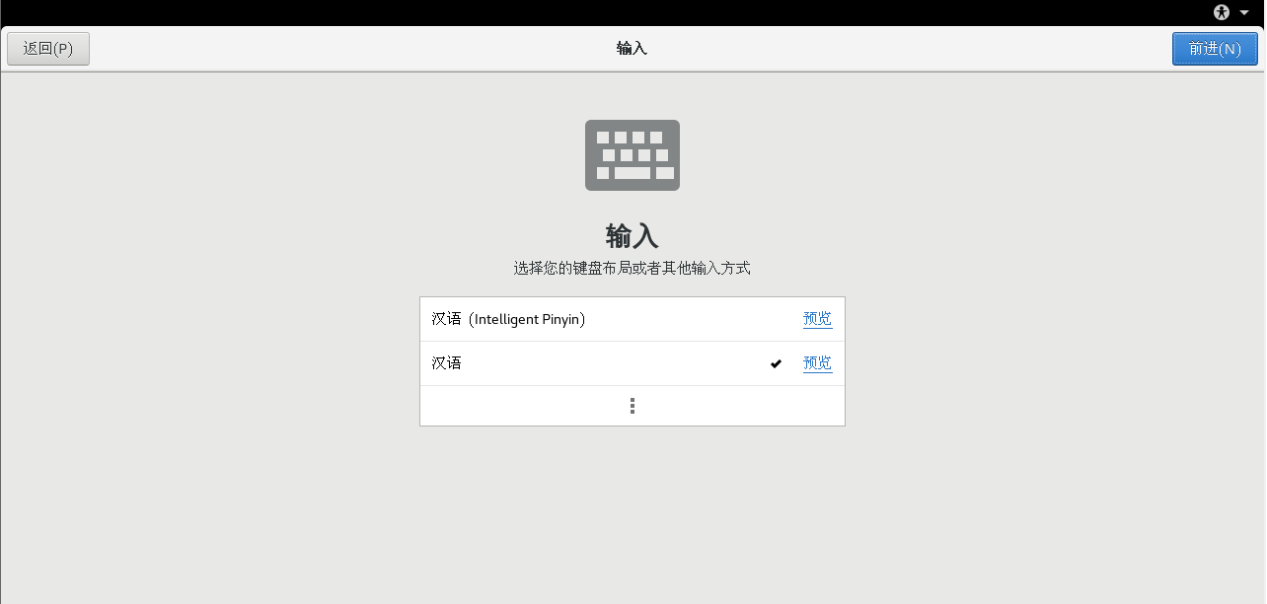 返回(P)
输入
前进(N)
输入
选择您的键盘布局或者其他输入方式
汉语 (Intelligent Pinyin)
预览
汉语
预览